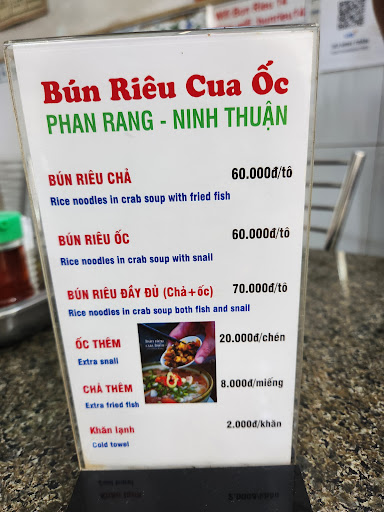 Bún Riêu Cua Ốc
PHAN RANG - NINH THUẬN
BÚN RIÊU CHẢ 60.000đ/tô
Rice noodles in crab soup with fried fish
BÚN RIÊU ỐC 60.000đ/tô
Rice noodles in crab soup with snail
BÚN RIÊU ĐẦY ĐỦ (Chả+ốc) 70.000đ/tô
Rice noodles in crab soup both fish and snail
ỐC THÊM 20.000đ/chén
Extra snail
CHẢ THÊM 8.000đ/miếng
Extra fried fish
Khăn lạnh 2.000đ/khăn
Cold towel